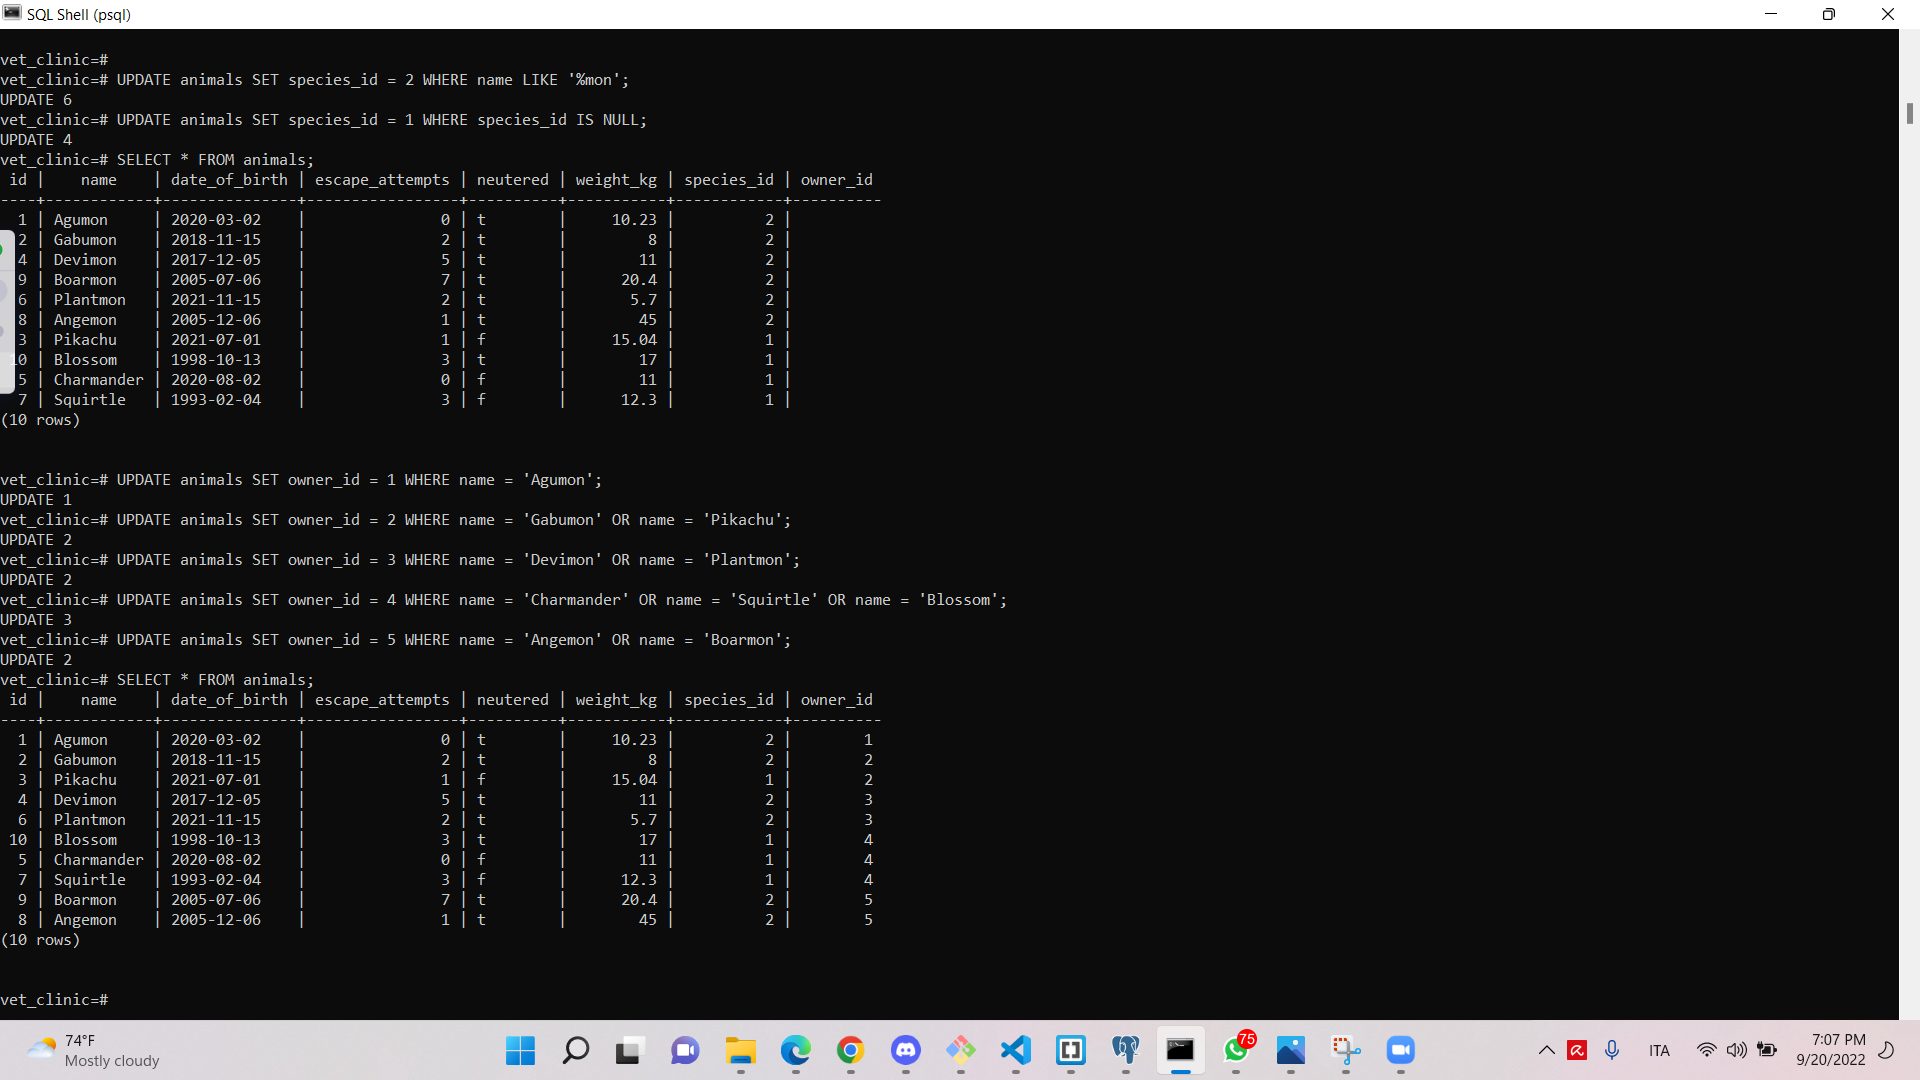 SQL Shell (psql)
vet_clinic=#
vet_clinic=# UPDATE animals SET species_id = 2 WHERE name LIKE '%mon';
UPDATE 6
vet_clinic=# UPDATE animals SET species_id = 1 WHERE species_id IS NULL;
UPDATE 4
vet_clinic=# SELECT * FROM animals;
 id |    name    | date_of_birth | escape_attempts | neutered | weight_kg | species_id | owner_id
----+------------+---------------+-----------------+----------+-----------+------------+----------
  1 | Agumon     | 2020-03-02    |               0 | t        |     10.23 |          2 |
  2 | Gabumon    | 2018-11-15    |               2 | t        |         8 |          2 |
  4 | Devimon    | 2017-12-05    |               5 | t        |        11 |          2 |
  9 | Boarmon    | 2005-07-06    |               7 | t        |      20.4 |          2 |
  6 | Plantmon   | 2021-11-15    |               2 | t        |       5.7 |          2 |
  8 | Angemon    | 2005-12-06    |               1 | t        |        45 |          2 |
  3 | Pikachu    | 2021-07-01    |               1 | f        |     15.04 |          1 |
 10 | Blossom    | 1998-10-13    |               3 | t        |        17 |          1 |
  5 | Charmander | 2020-08-02    |               0 | f        |        11 |          1 |
  7 | Squirtle   | 1993-02-04    |               3 | f        |      12.3 |          1 |
(10 rows)
vet_clinic=# UPDATE animals SET owner_id = 1 WHERE name = 'Agumon';
UPDATE 1
vet_clinic=# UPDATE animals SET owner_id = 2 WHERE name = 'Gabumon' OR name = 'Pikachu';
UPDATE 2
vet_clinic=# UPDATE animals SET owner_id = 3 WHERE name = 'Devimon' OR name = 'Plantmon';
UPDATE 2
vet_clinic=# UPDATE animals SET owner_id = 4 WHERE name = 'Charmander' OR name = 'Squirtle' OR name = 'Blossom';
UPDATE 3
vet_clinic=# UPDATE animals SET owner_id = 5 WHERE name = 'Angemon' OR name = 'Boarmon';
UPDATE 2
vet_clinic=# SELECT * FROM animals;
 id |    name    | date_of_birth | escape_attempts | neutered | weight_kg | species_id | owner_id
----+------------+---------------+-----------------+----------+-----------+------------+----------
  1 | Agumon     | 2020-03-02    |               0 | t        |     10.23 |          2 |        1
  2 | Gabumon    | 2018-11-15    |               2 | t        |         8 |          2 |        2
  3 | Pikachu    | 2021-07-01    |               1 | f        |     15.04 |          1 |        2
  4 | Devimon    | 2017-12-05    |               5 | t        |        11 |          2 |        3
  6 | Plantmon   | 2021-11-15    |               2 | t        |       5.7 |          2 |        3
 10 | Blossom    | 1998-10-13    |               3 | t        |        17 |          1 |        4
  5 | Charmander | 2020-08-02    |               0 | f        |        11 |          1 |        4
  7 | Squirtle   | 1993-02-04    |               3 | f        |      12.3 |          1 |        4
  9 | Boarmon    | 2005-07-06    |               7 | t        |      20.4 |          2 |        5
  8 | Angemon    | 2005-12-06    |               1 | t        |        45 |          2 |        5
(10 rows)
vet_clinic=#
74°F
Mostly cloudy
75
ITA
7:07 PM
9/20/2022